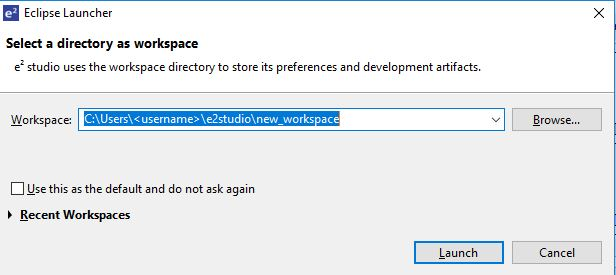 e² Eclipse Launcher
Select a directory as workspace
e² studio uses the workspace directory to store its preferences and development artifacts.
Workspace: C:\Users\<username>\e2studio\new_workspace Browse...
Use this as the default and do not ask again
Recent Workspaces
Launch Cancel